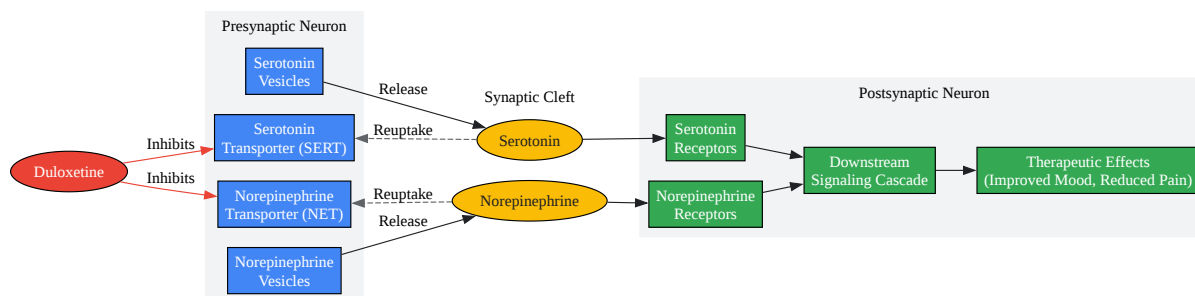 Presynaptic Neuron
Serotonin
Vesicles
Release
Synaptic Cleft
Postsynaptic Neuron
Inhibits
Serotonin
Transporter (SERT)
Reuptake
Serotonin
Serotonin
Receptors
Duloxetine
Downstream
Signaling Cascade
Therapeutic Effects
(Improved Mood, Reduced Pain)
Inhibits
Norepinephrine
Transporter (NET)
Reuptake
Norepinephrine
Norepinephrine
Receptors
Release
Norepinephrine
Vesicles